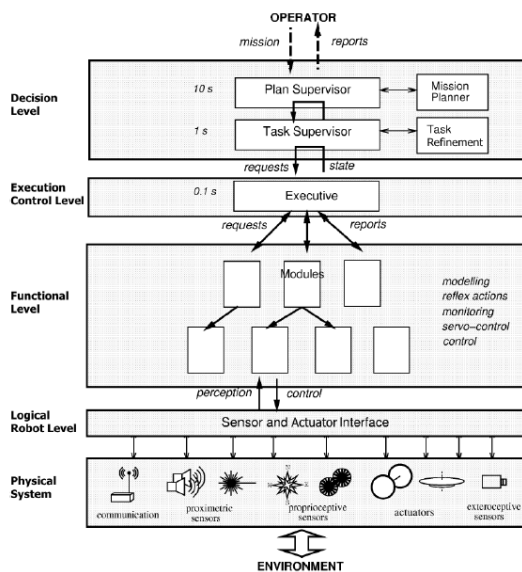 OPERATOR
mission
reports
Decision
Level
10 s
Plan Supervisor
Mission
Planner
1 s
Task Supervisor
Task
Refinement
requests
state
Execution
Control Level
0.1 s
Executive
requests
reports
Functional
Level
Modules
modelling
reflex actions
monitoring
servo-control
control
perception
control
Logical
Robot Level
Sensor and Actuator Interface
Physical
System
communication
proximetric
sensors
proprioceptive
sensors
actuators
exteroceptive
sensors
ENVIRONMENT